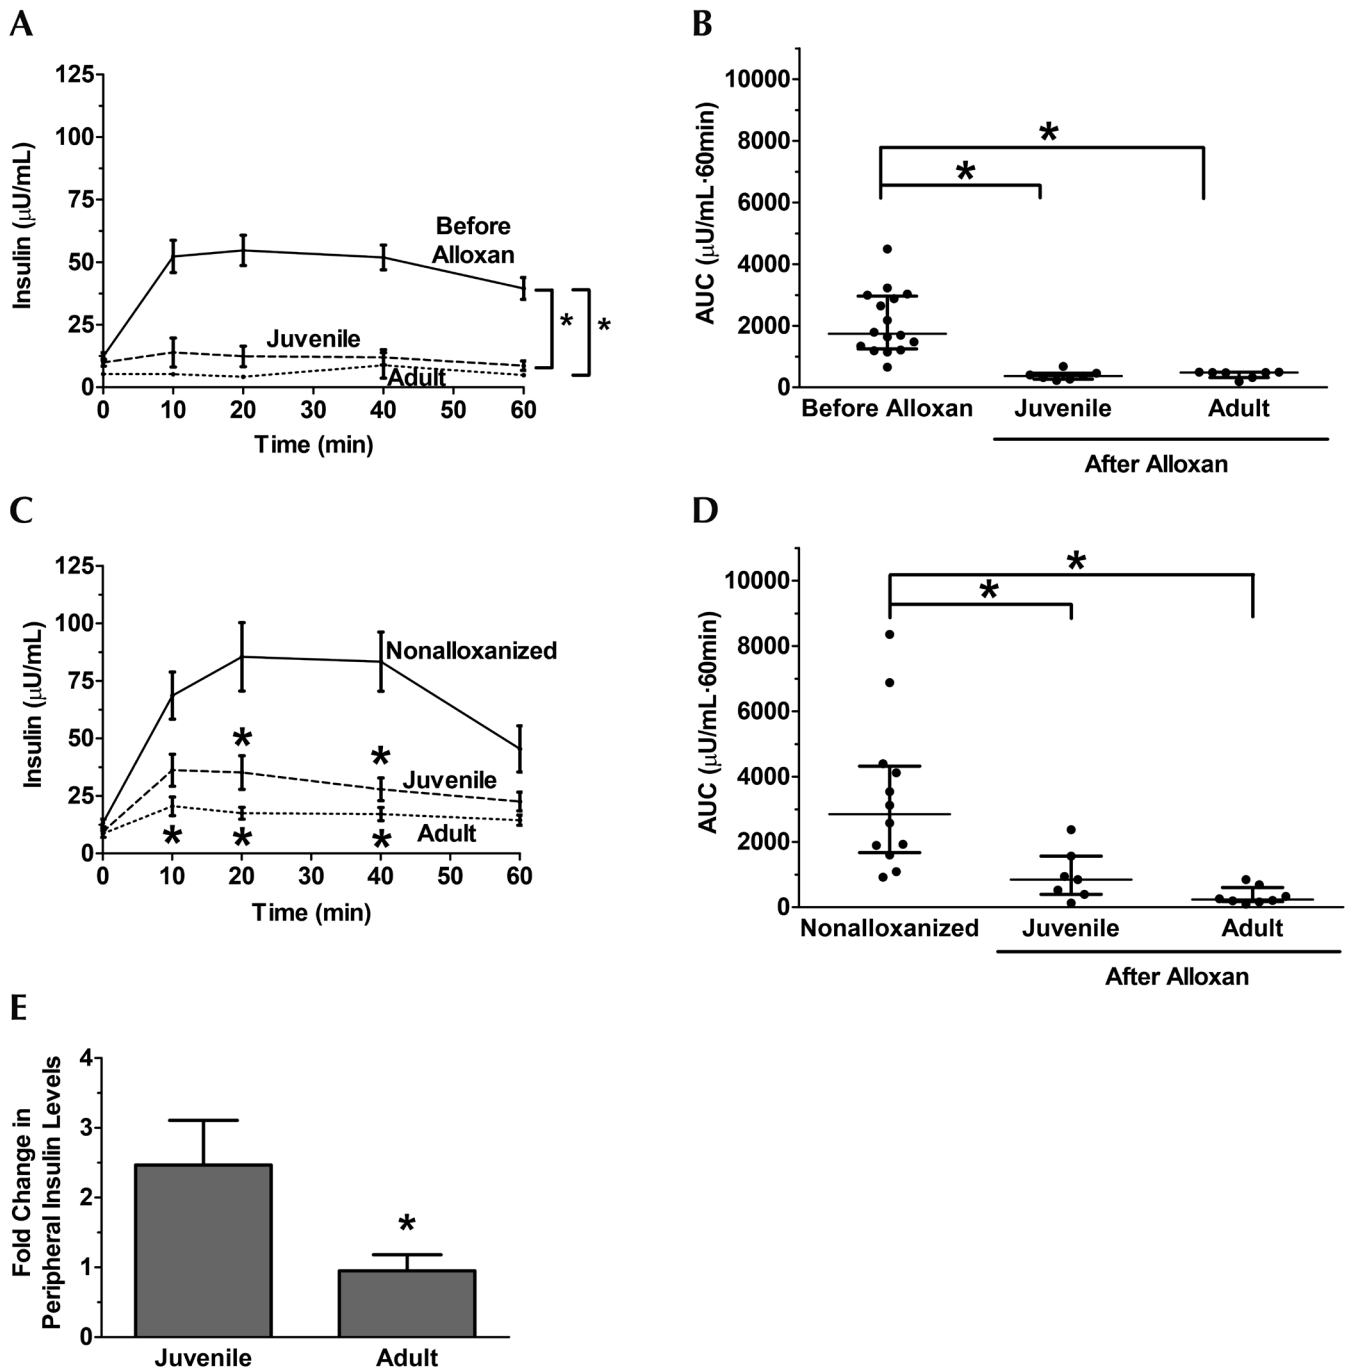 A
125
100
75
50
25
0
Insulin (µU/mL)
Before
Alloxan
Juvenile
Adult
*
*
0 10 20 30 40 50 60
Time (min)
B
10000
8000
6000
4000
2000
0
AUC (µU/mL·60min)
*
*
Before Alloxan Juvenile Adult
After Alloxan
C
125
100
75
50
25
0
Insulin (µU/mL)
Nonalloxanized
* *
Juvenile
Adult
* * *
0 10 20 30 40 50 60
Time (min)
D
10000
8000
6000
4000
2000
0
AUC (µU/mL·60min)
*
*
Nonalloxanized Juvenile Adult
After Alloxan
E
4
3
2
1
0
Fold Change in
Peripheral Insulin Levels
*
Juvenile Adult